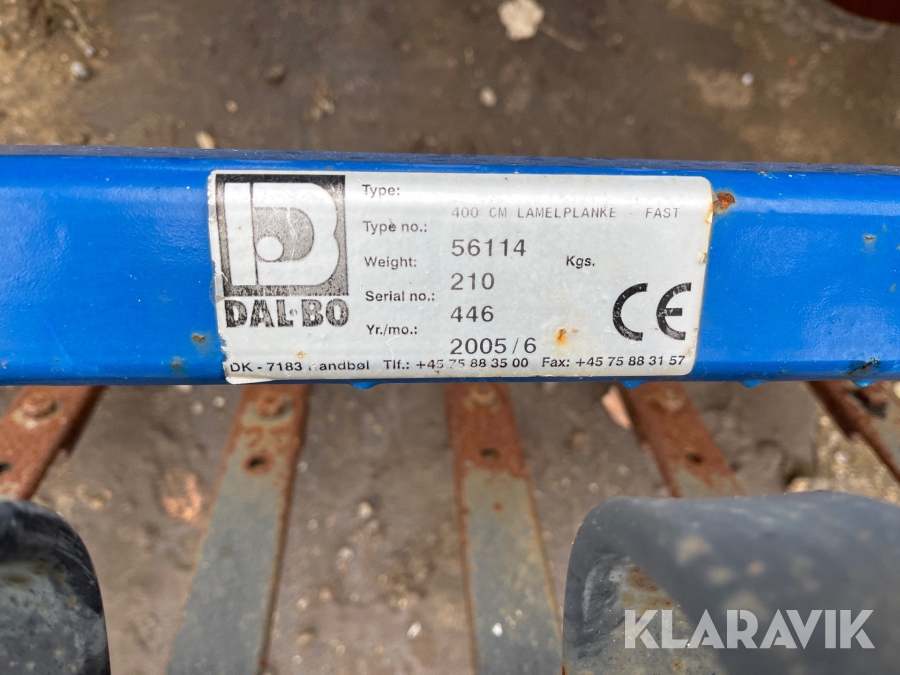 Type:
400 CM LAMELPLANKE - FAST
Type no.:
56114
Weight:
210
Kgs.
Serial no.:
446
Yr./mo.:
2005/6
DAL-BO
CE
DK - 7183 Randbøl Tlf.: +45 75 88 35 00 Fax: +45 75 88 31 57
KLARAVIK